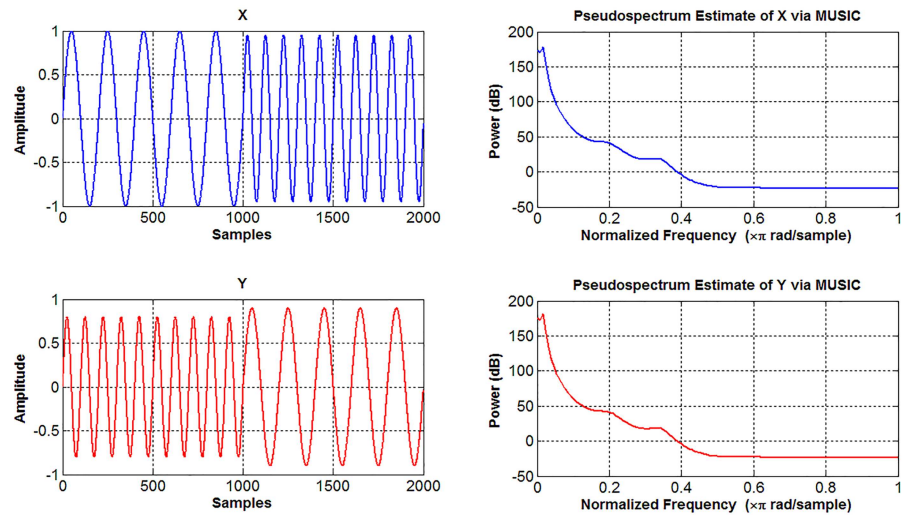 X
Amplitude
1
0.5
0
-0.5
-1
0 500 1000 1500 2000
Samples
Pseudospectrum Estimate of X via MUSIC
Power (dB)
200
150
100
50
0
-50
0 0.2 0.4 0.6 0.8 1
Normalized Frequency (×π rad/sample)
Y
Amplitude
1
0.5
0
-0.5
-1
0 500 1000 1500 2000
Samples
Pseudospectrum Estimate of Y via MUSIC
Power (dB)
200
150
100
50
0
-50
0 0.2 0.4 0.6 0.8 1
Normalized Frequency (×π rad/sample)